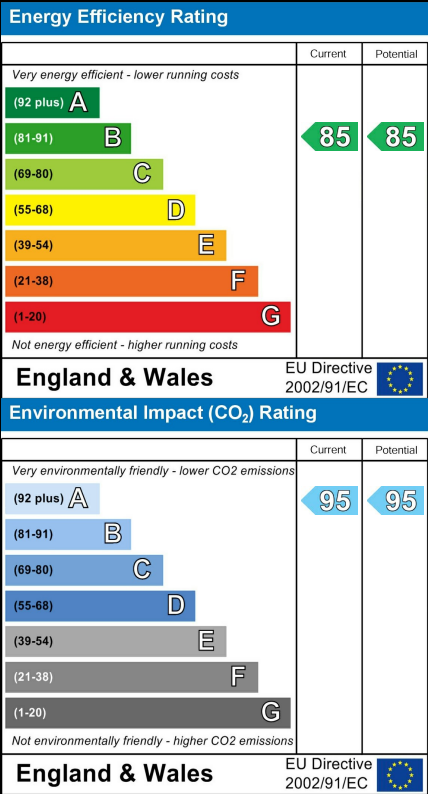 Energy Efficiency Rating
Current Potential
Very energy efficient - lower running costs
(92 plus) A
(81-91) B 85 85
(69-80) C
(55-68) D
(39-54) E
(21-38) F
(1-20) G
Not energy efficient - higher running costs
England & Wales
EU Directive
2002/91/EC
Environmental Impact (CO₂) Rating
Current Potential
Very environmentally friendly - lower CO2 emissions
(92 plus) A 95 95
(81-91) B
(69-80) C
(55-68) D
(39-54) E
(21-38) F
(1-20) G
Not environmentally friendly - higher CO2 emissions
England & Wales
EU Directive
2002/91/EC